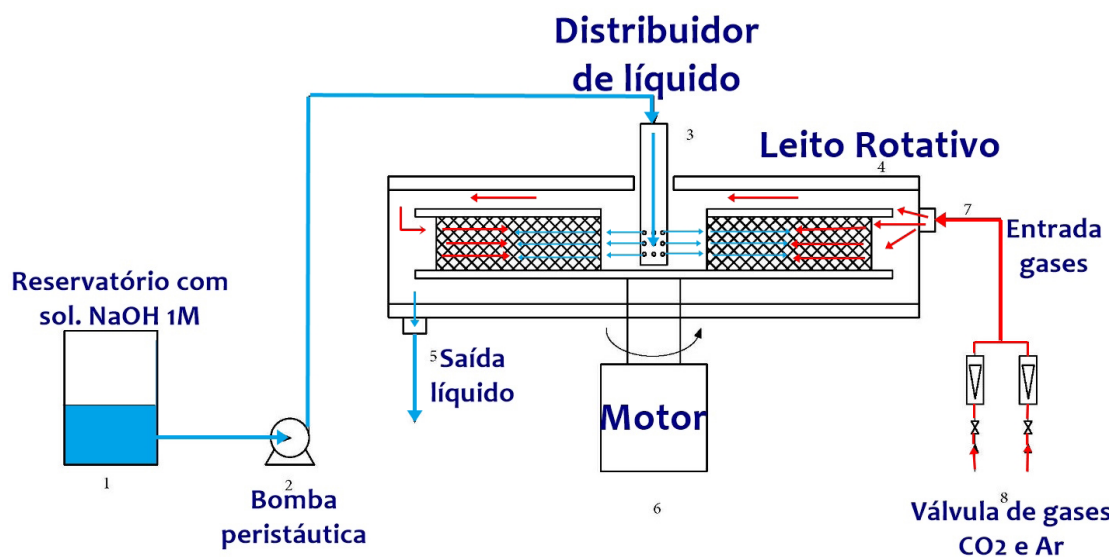 Distribuidor
de líquido
3
Leito Rotativo
4
7
Entrada
gases
Reservatório com
sol. NaOH 1M
5
Saída
líquido
Motor
1
2
Bomba
peristáutica
6
8
Válvula de gases
CO2 e Ar